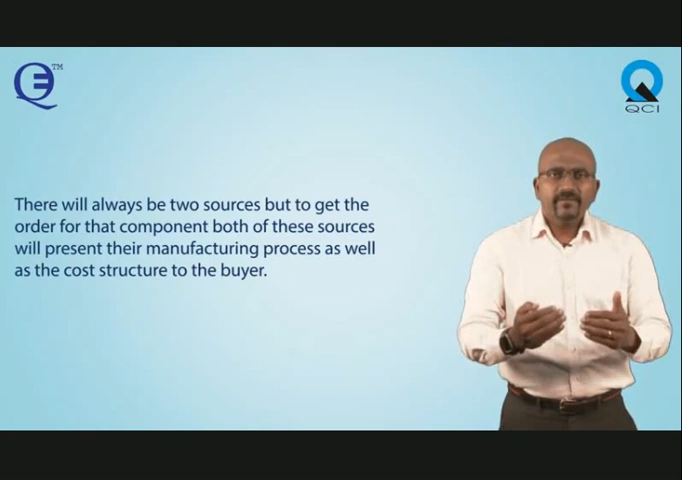 TM
QCI
There will always be two sources but to get the
order for that component both of these sources
will present their manufacturing process as well
as the cost structure to the buyer.